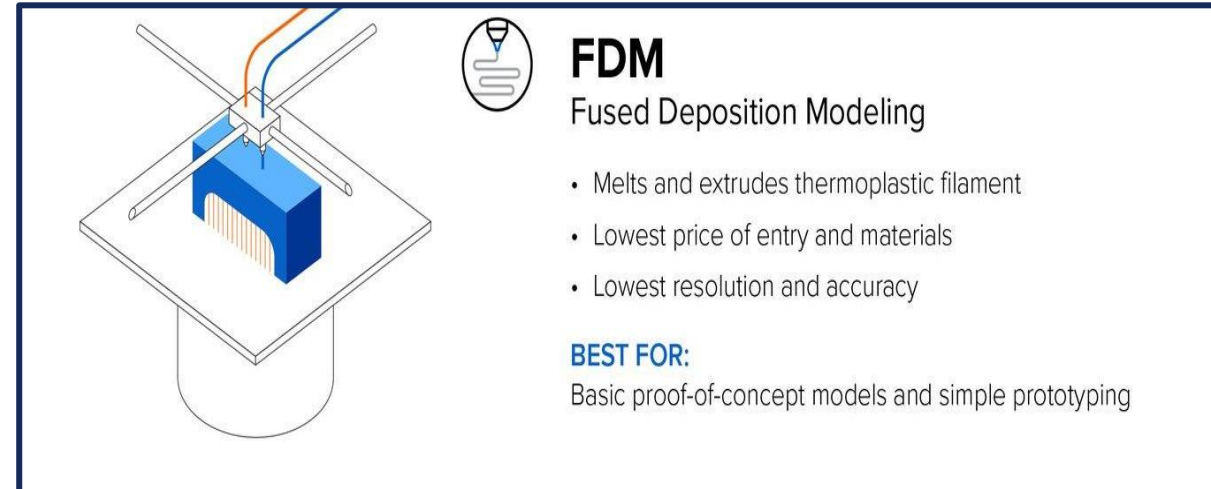 FDM
Fused Deposition Modeling
• Melts and extrudes thermoplastic filament
• Lowest price of entry and materials
• Lowest resolution and accuracy
BEST FOR:
Basic proof-of-concept models and simple prototyping